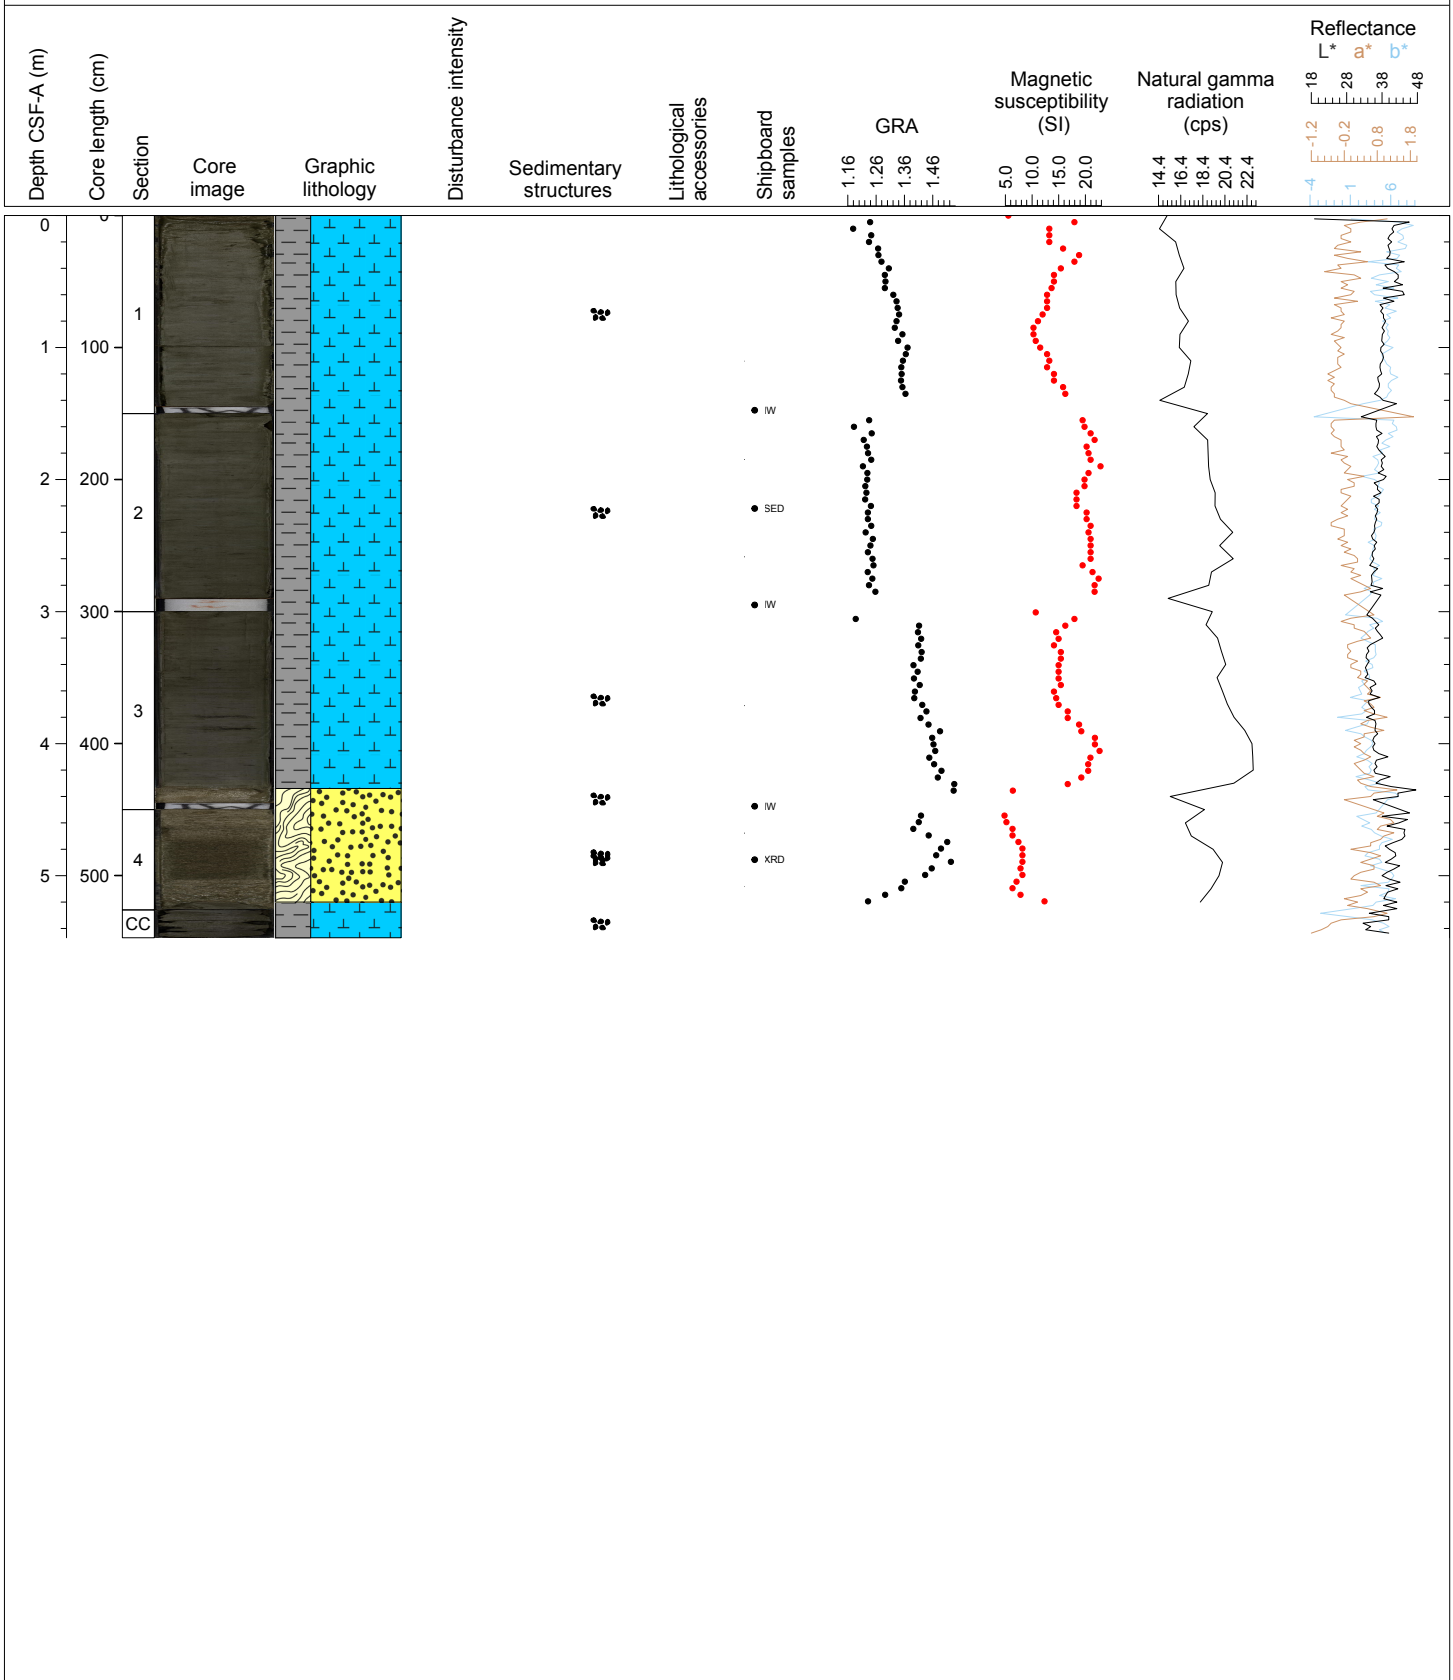 Depth CSF-A (m)
Core length (cm)
Section
Core
image
Graphic
lithology
Disturbance intensity
Sedimentary
structures
Lithological
accessories
Shipboard
samples
GRA
1.16 1.26 1.36 1.46
Magnetic
susceptibility
(SI)
5.0 10.0 15.0 20.0
Natural gamma
radiation
(cps)
14.4 16.4 18.4 20.4 22.4
Reflectance
L* a* b*
18 28 38 48
-1.2 -0.2 0.8 1.8
-4 1 6
0 0
1
1 100
IW
2 200
2 SED
IW
3 300
3
4 400
IW
4 XRD
5 500
CC